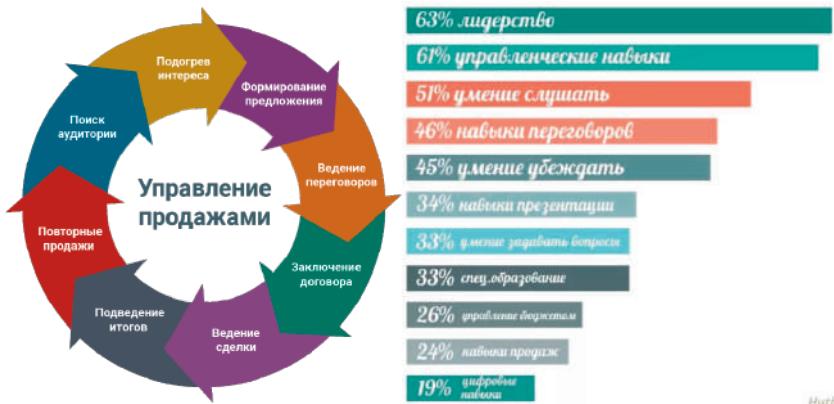 Подогрев
интереса
Формирование
предложения
Ведение
переговоров
Заключение
договора
Ведение
сделки
Подведение
итогов
Повторные
продажи
Поиск
аудитории
Управление
продажами
63% лидерство
61% управленческие навыки
51% умение слушать
46% навыки переговоров
45% умение убеждать
34% навыки презентации
33% умение задавать вопросы
33% спец.образование
26% управление бюджетом
24% навыки продаж
19% цифровые
навыки